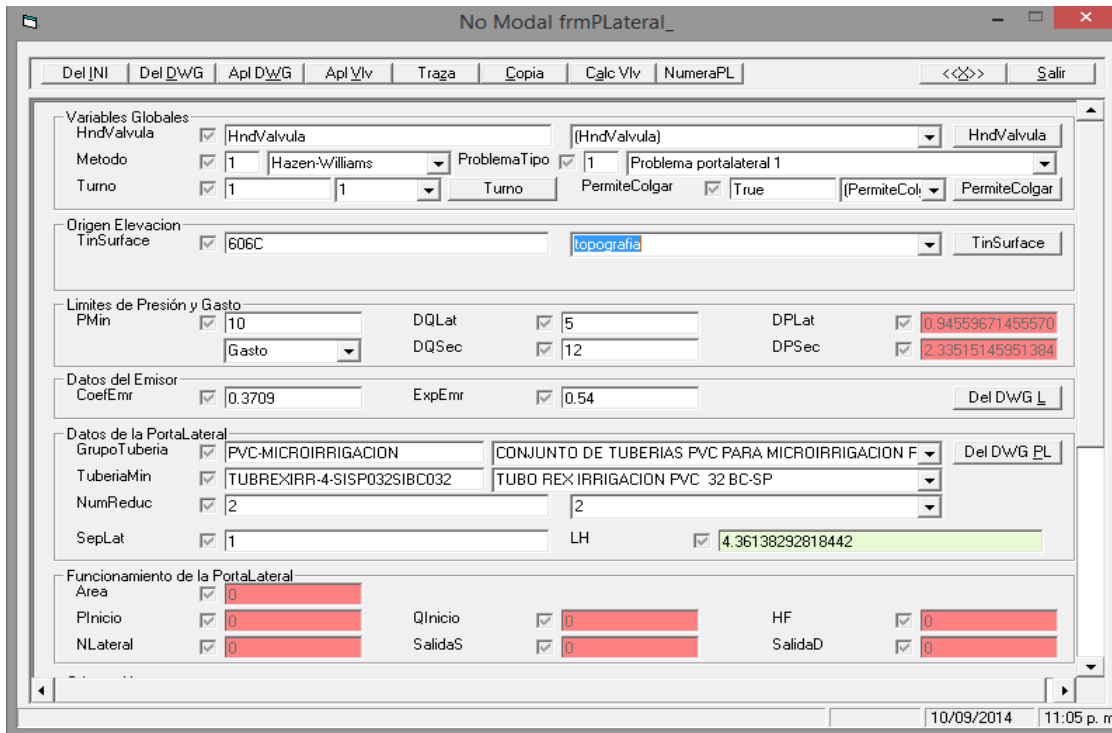 No Modal frmPLateral_
Del INI Del DWG Apl DWG Apl Vlv Traza Copia Calc Vlv NumeraPL <<X>> Salir
Variables Globales
HndValvula HndValvula (HndValvula) HndValvula
Metodo 1 Hazen-Williams ProblemaTipo 1 Problema portalateral 1
Turno 1 1 Turno PermiteColgar True (PermiteCol PermiteColgar
Origen Elevacion
TinSurface 606C topografia TinSurface
Limites de Presión y Gasto
PMin 10 DQLat 5 DPLat 0.94559671455570
Gasto DQSec 12 DPSec 2.33515145951384
Datos del Emisor
CoefEmr 0.3709 ExpEmr 0.54 Del DWG L
Datos de la PortaLateral
GrupoTuberia PVC-MICROIRRIGACION CONJUNTO DE TUBERIAS PVC PARA MICROIRRIGACION F Del DWG PL
TuberiaMin TUBREXIRR-4-SISP032SIBC032 TUBO REX IRRIGACION PVC 32 BC-SP
NumReduc 2 2
SepLat 1 LH 4.36138292818442
Funcionamiento de la PortaLateral
Area 0
PInicio 0 QInicio 0 HF 0
NLateral 0 SalidaS 0 SalidaD 0
10/09/2014 11:05 p. m